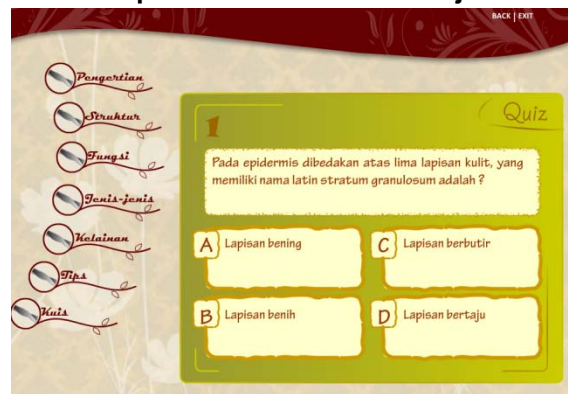 BACK | EXIT
Pengertian
Struktur
Fungsi
Jenis-jenis
Kelainan
Tips
Kuis
Quiz
1
Pada epidermis dibedakan atas lima lapisan kulit, yang
memiliki nama latin stratum granulosum adalah ?
A Lapisan bening
C Lapisan berbutir
B Lapisan benih
D Lapisan bertaju